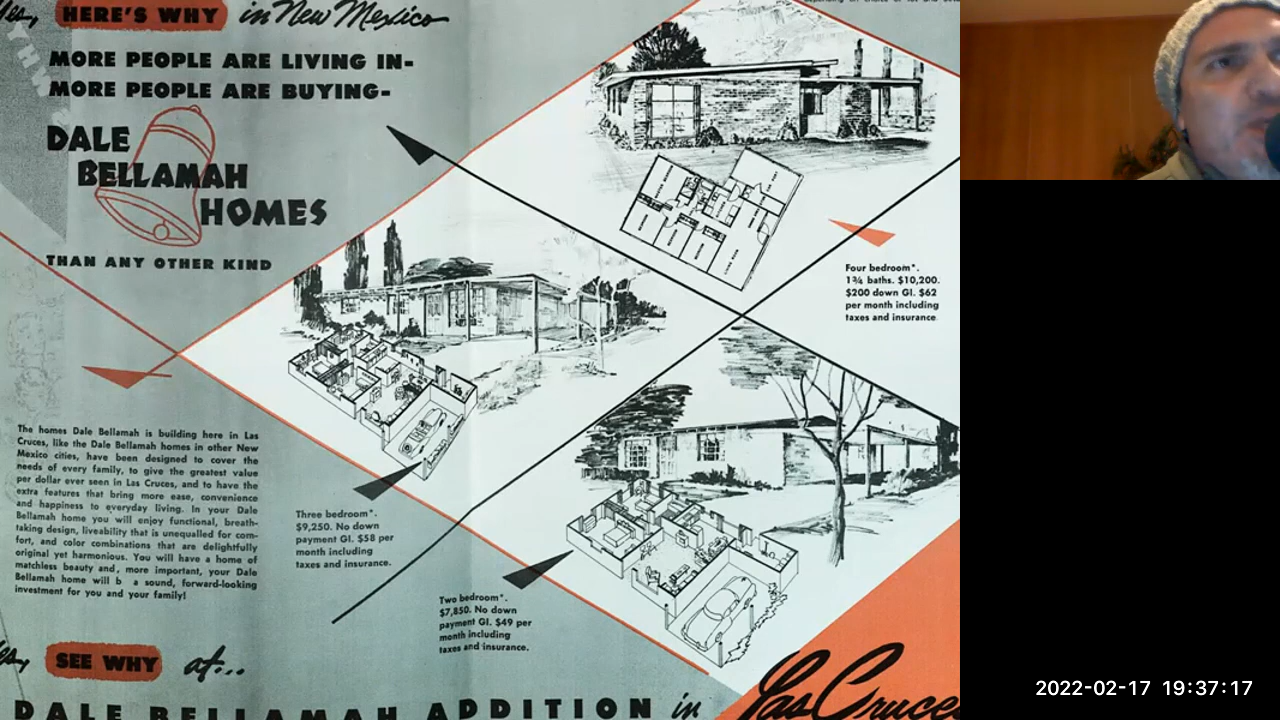 HERE'S WHY in New Mexico
MORE PEOPLE ARE LIVING IN-
MORE PEOPLE ARE BUYING-
DALE
BELLAMAH
HOMES
THAN ANY OTHER KIND
Four bedroom*.
1¾ baths. $10,200.
$200 down GI. $62
per month including
taxes and insurance
The homes Dale Bellamah is building here in Las
Cruces, like the Dale Bellamah homes in other New
Mexico cities, have been designed to cover the
needs of every family, to give the greatest value
per dollar ever seen in Las Cruces, and to have the
extra features that bring more ease, convenience
and happiness to everyday living. In your Dale
Bellamah home you will enjoy functional, breath-
taking design, liveability that is unequalled for com-
fort, and color combinations that are delightfully
original yet harmonious. You will have a home of
matchless beauty and, more important, your Dale
Bellamah home will b a sound, forward-looking
investment for you and your family!
Three bedroom*.
$9,250. No down
payment GI. $58 per
month including
taxes and insurance.
Two bedroom*.
$7,850. No down
payment GI. $49 per
month including
taxes and insurance.
SEE WHY at...
DALE BELLAMAH ADDITION in Las Cruces
2022-02-17 19:37:17